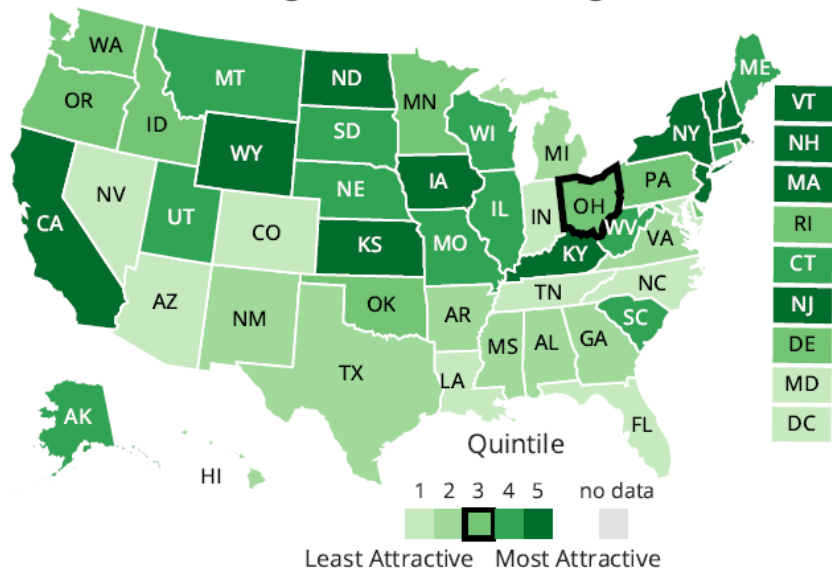 WA
MT
ND
MN
ME
OR
ID
SD
WI
MI
NY
VT
NH
WY
MA
NE
IA
PA
RI
NV
UT
CO
IL
IN
OH
WV
VA
CT
CA
KS
MO
KY
NJ
AZ
NM
OK
AR
TN
NC
SC
DE
MS
AL
GA
MD
TX
LA
DC
AK
HI
FL
Quintile
1 2 3 4 5 no data
Least Attractive Most Attractive